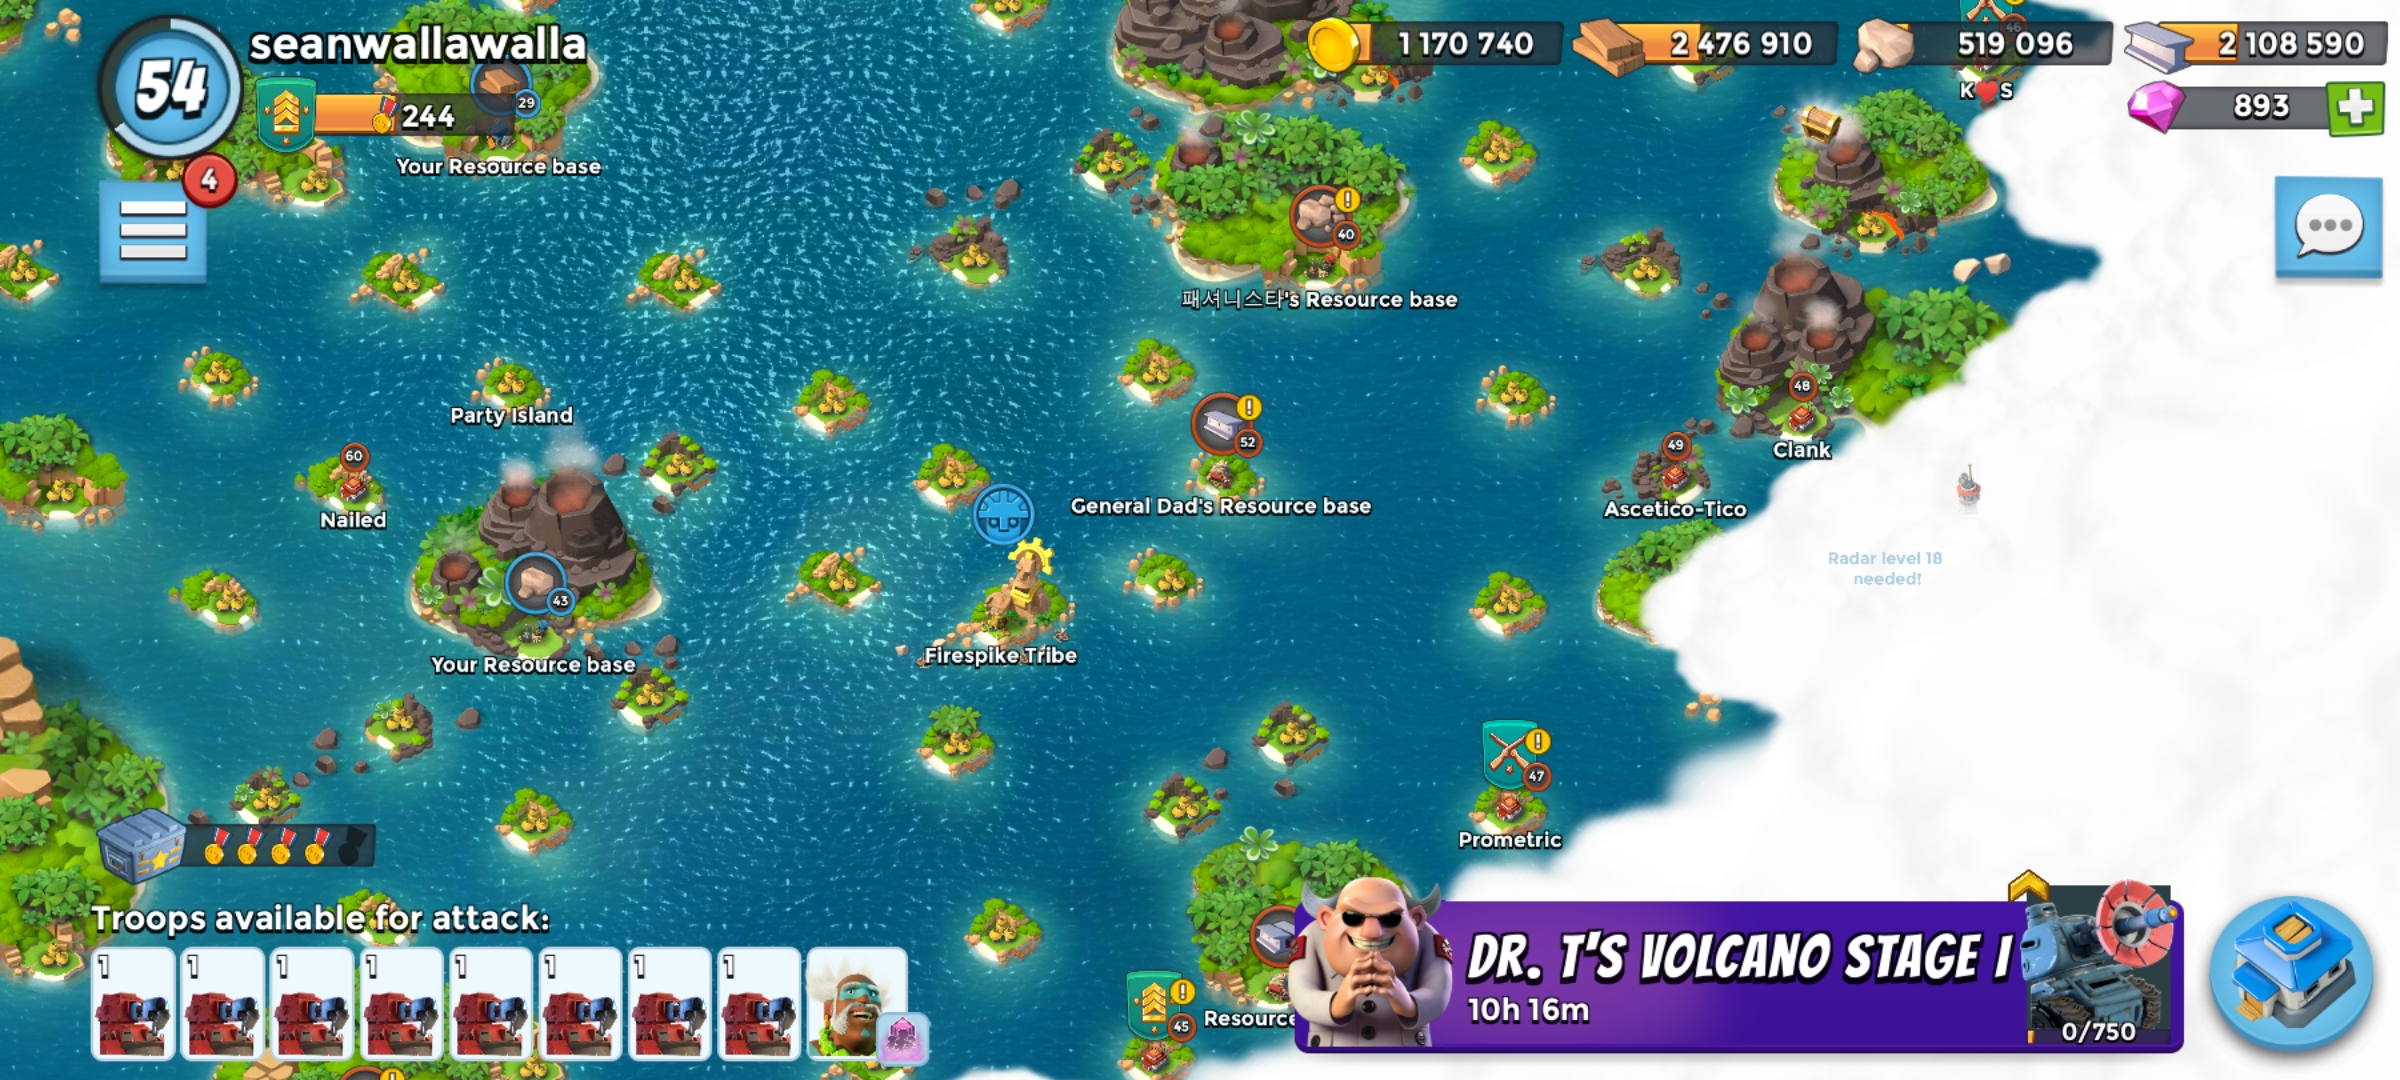 54
seanwallawalla
244
4
29
Your Resource base
1 170 740
2 476 910
519 096
2 108 590
893
46
K❤️S
40
패셔니스타's Resource base
Party Island
60
Nailed
52
General Dad's Resource base
48
Clank
49
Ascetico-Tico
Radar level 18
needed!
43
Your Resource base
Firespike Tribe
47
Prometric
45
Resource
Troops available for attack:
1
1
1
1
1
1
1
1
DR. T'S VOLCANO STAGE I
10h 16m
0/750